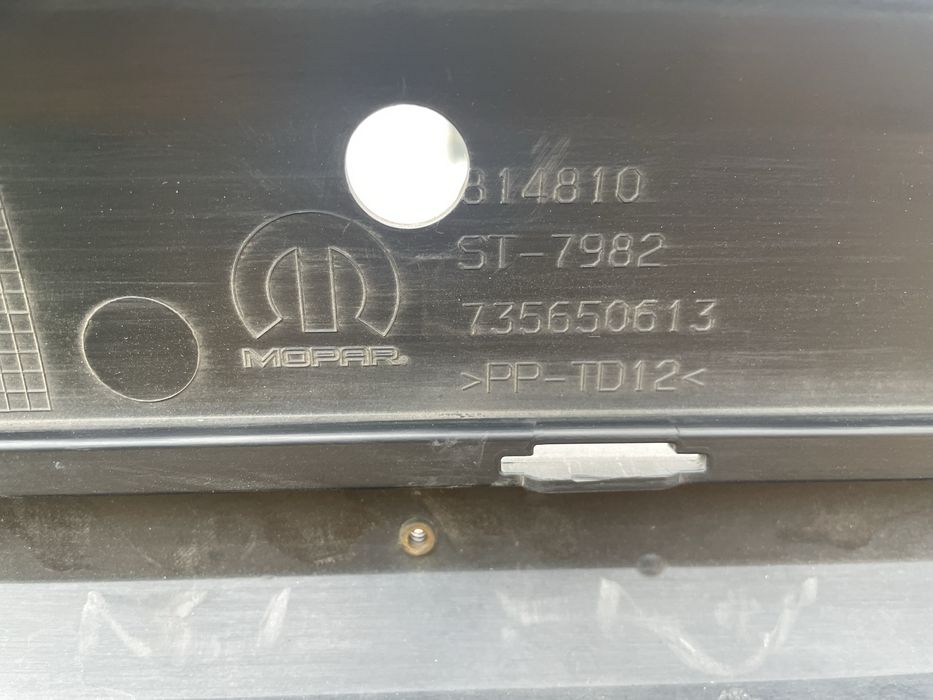 814810
ST-7982
735650613
MOPAR®
>PP-TD12<